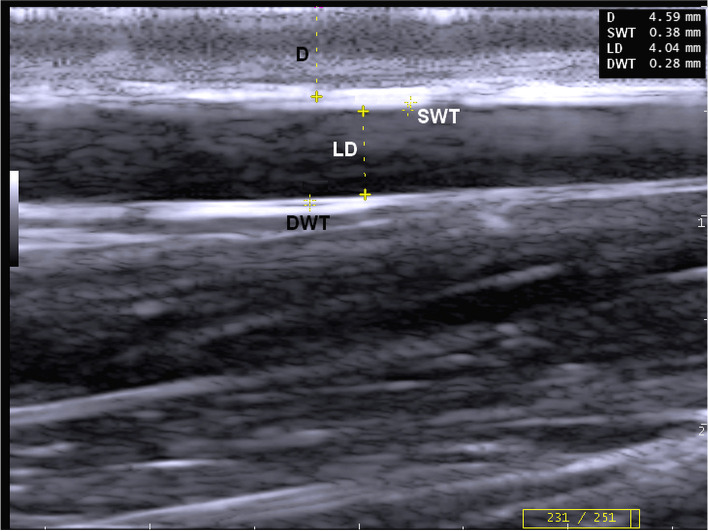 D 4.59 mm
SWT 0.38 mm
LD 4.04 mm
DWT 0.28 mm
D
SWT
LD
DWT
1
2
231 / 251